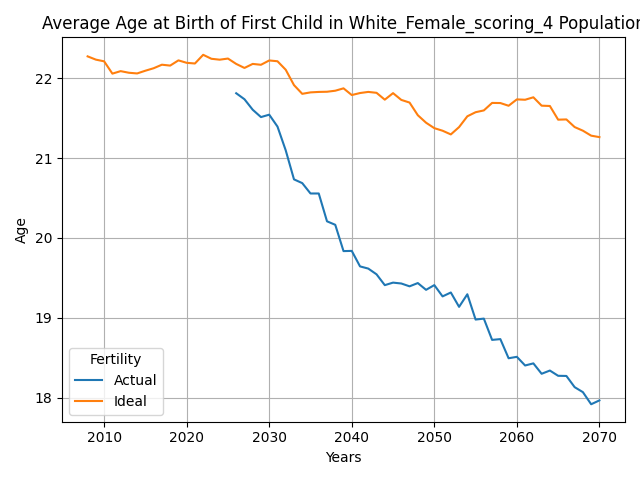 Average Age at Birth of First Child in White_Female_scoring_4 Population
Age
22
21
20
19
18
Fertility
Actual
Ideal
2010 2020 2030 2040 2050 2060 2070
Years